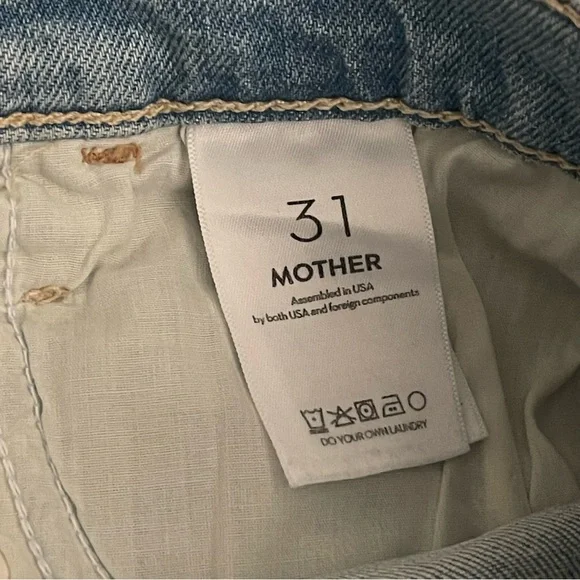 31
MOTHER
Assembled in USA
by both USA and foreign components
DO YOUR OWN LAUNDRY